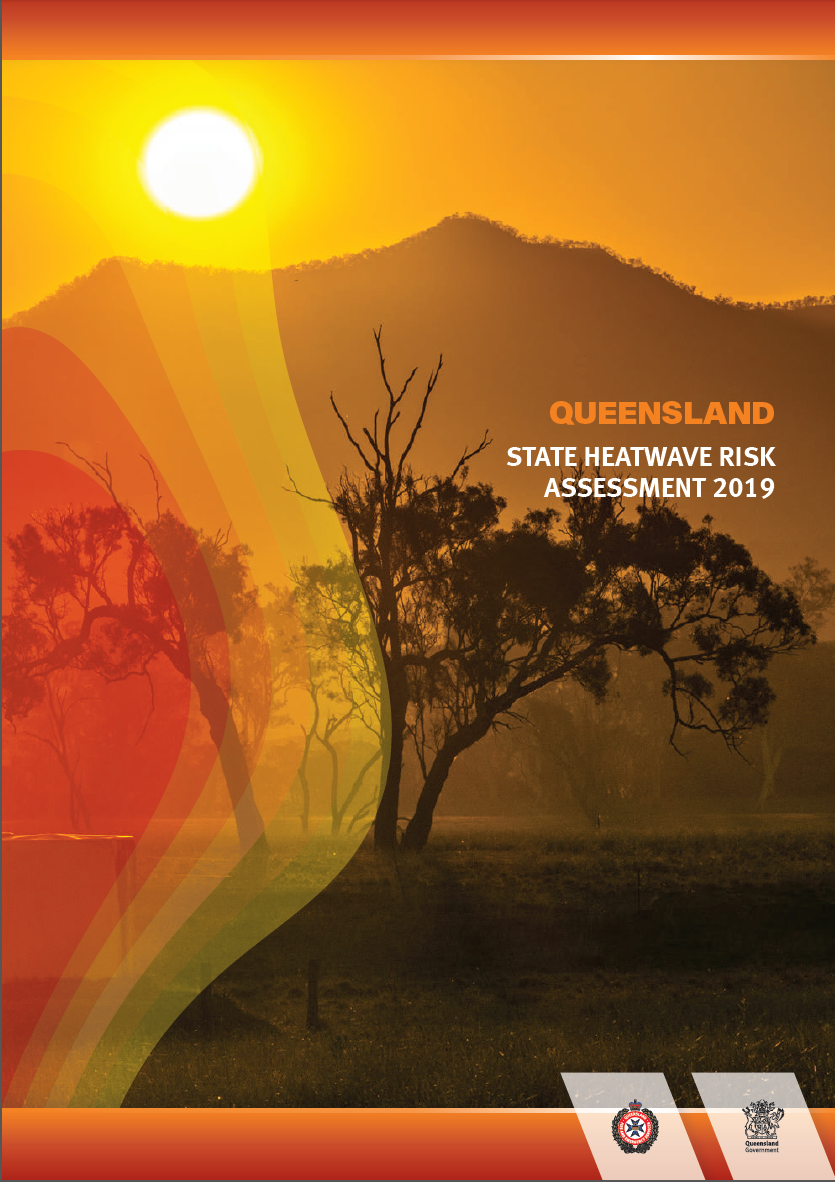 QUEENSLAND
STATE HEATWAVE RISK
ASSESSMENT 2019
Queensland
Government